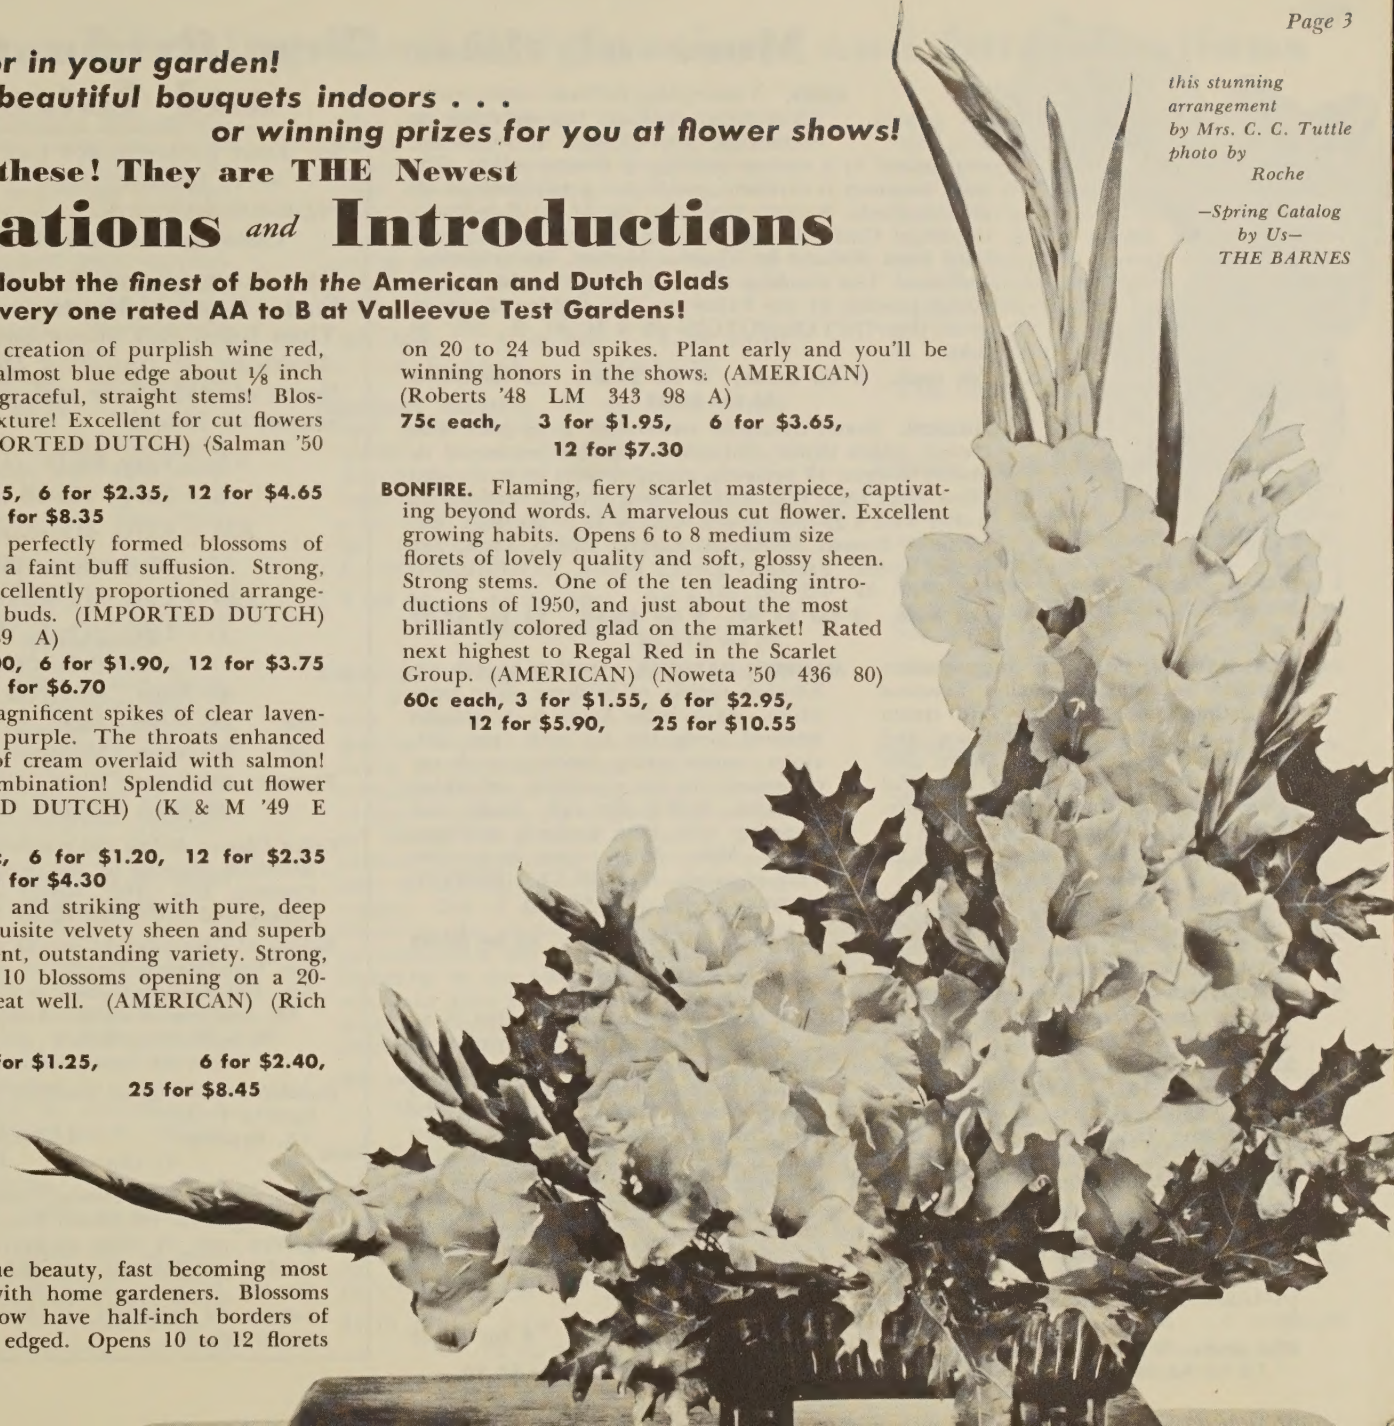 Page 3
r in your garden!
beautiful bouquets indoors . . .
or winning prizes for you at flower shows!
these! They are THE Newest
ations and Introductions
loubt the finest of both the American and Dutch Glads
very one rated AA to B at Valleevue Test Gardens!
this stunning
arrangement
by Mrs. C. C. Tuttle
photo by
Roche
—Spring Catalog
by Us—
THE BARNES
creation of purplish wine red,
almost blue edge about ⅛ inch
graceful, straight stems! Blos-
xture! Excellent for cut flowers
ORTED DUTCH) (Salman '50
5, 6 for $2.35, 12 for $4.65
for $8.35
perfectly formed blossoms of
a faint buff suffusion. Strong,
cellently proportioned arrange-
buds. (IMPORTED DUTCH)
9 A)
0, 6 for $1.90, 12 for $3.75
for $6.70
agnificent spikes of clear laven-
purple. The throats enhanced
of cream overlaid with salmon!
mbination! Splendid cut flower
D DUTCH) (K & M '49 E
, 6 for $1.20, 12 for $2.35
for $4.30
and striking with pure, deep
uisite velvety sheen and superb
nt, outstanding variety. Strong,
10 blossoms opening on a 20-
eat well. (AMERICAN) (Rich
or $1.25, 6 for $2.40,
25 for $8.45
ue beauty, fast becoming most
with home gardeners. Blossoms
ow have half-inch borders of
edged. Opens 10 to 12 florets
on 20 to 24 bud spikes. Plant early and you'll be
winning honors in the shows. (AMERICAN)
(Roberts '48 LM 343 98 A)
75c each, 3 for $1.95, 6 for $3.65,
12 for $7.30
BONFIRE. Flaming, fiery scarlet masterpiece, captivat-
ing beyond words. A marvelous cut flower. Excellent
growing habits. Opens 6 to 8 medium size
florets of lovely quality and soft, glossy sheen.
Strong stems. One of the ten leading intro-
ductions of 1950, and just about the most
brilliantly colored glad on the market! Rated
next highest to Regal Red in the Scarlet
Group. (AMERICAN) (Noweta '50 436 80)
60c each, 3 for $1.55, 6 for $2.95,
12 for $5.90, 25 for $10.55